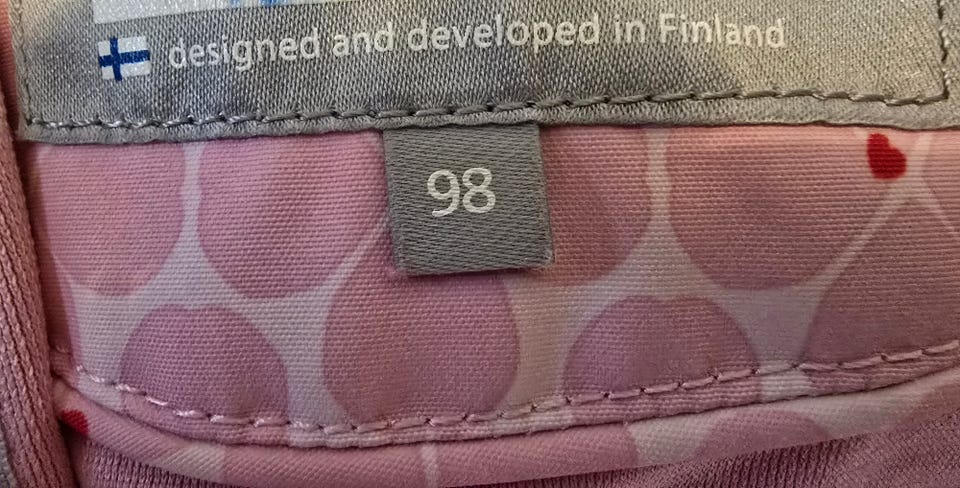 designed and developed in Finland
98